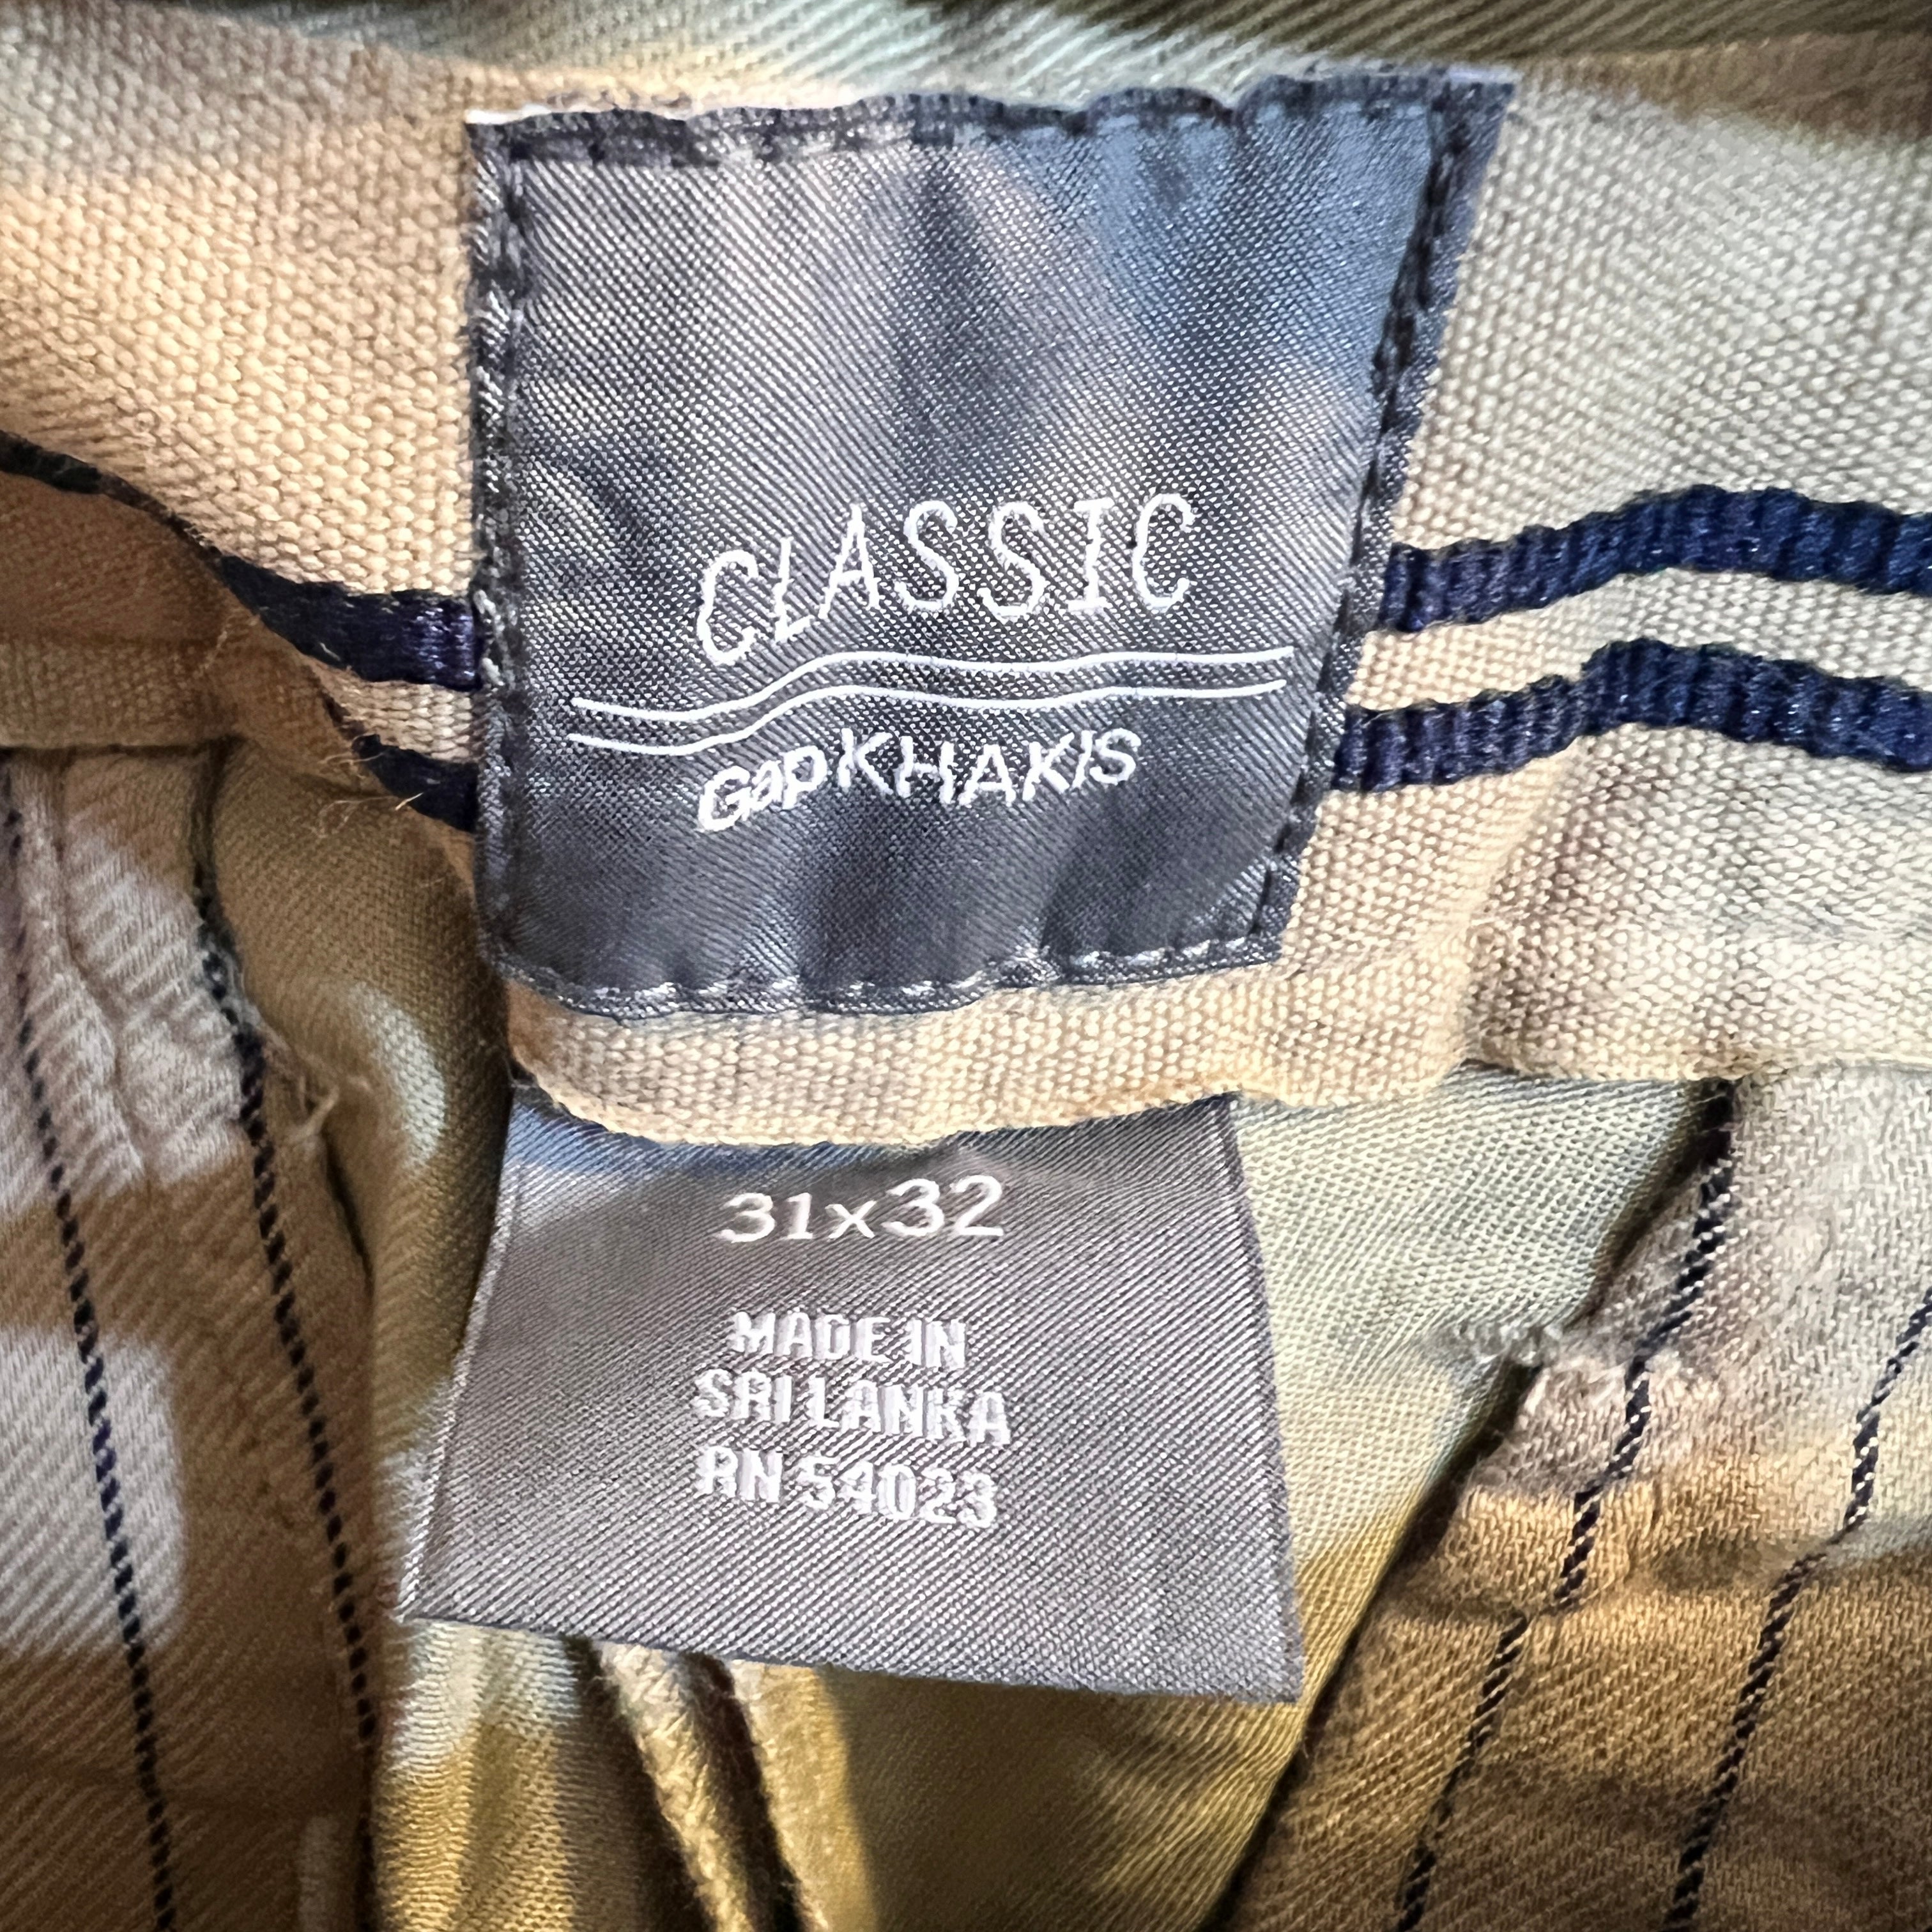 CLASSIC
GapKHAKIS
31x32
MADE IN
SRI LANKA
RN 54023